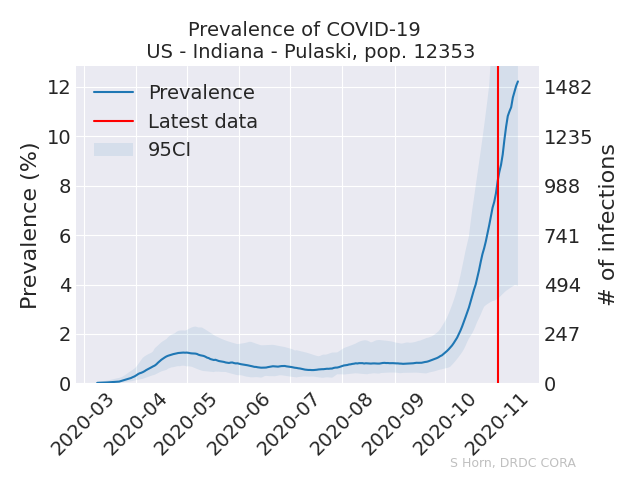 Prevalence of COVID-19
US - Indiana - Pulaski, pop. 12353
Prevalence
Latest data
95CI
Prevalence (%)
12
10
8
6
4
2
0
1482
1235
988
741
494
247
0
# of infections
2020-03
2020-04
2020-05
2020-06
2020-07
2020-08
2020-09
2020-10
2020-11
S Horn, DRDC CORA